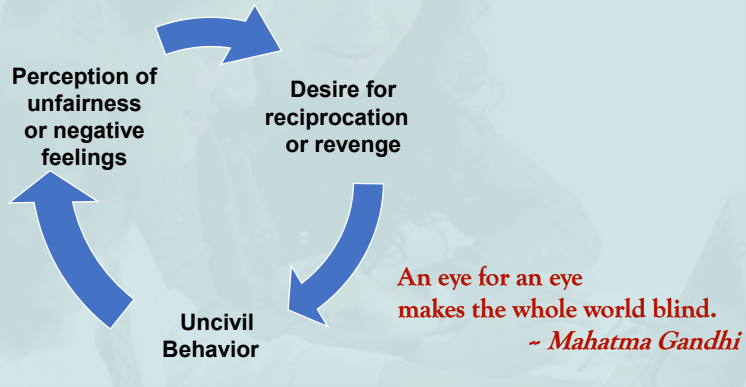 Perception of
unfairness
or negative
feelings
Desire for
reciprocation
or revenge
Uncivil
Behavior
An eye for an eye
makes the whole world blind.
~ Mahatma Gandhi